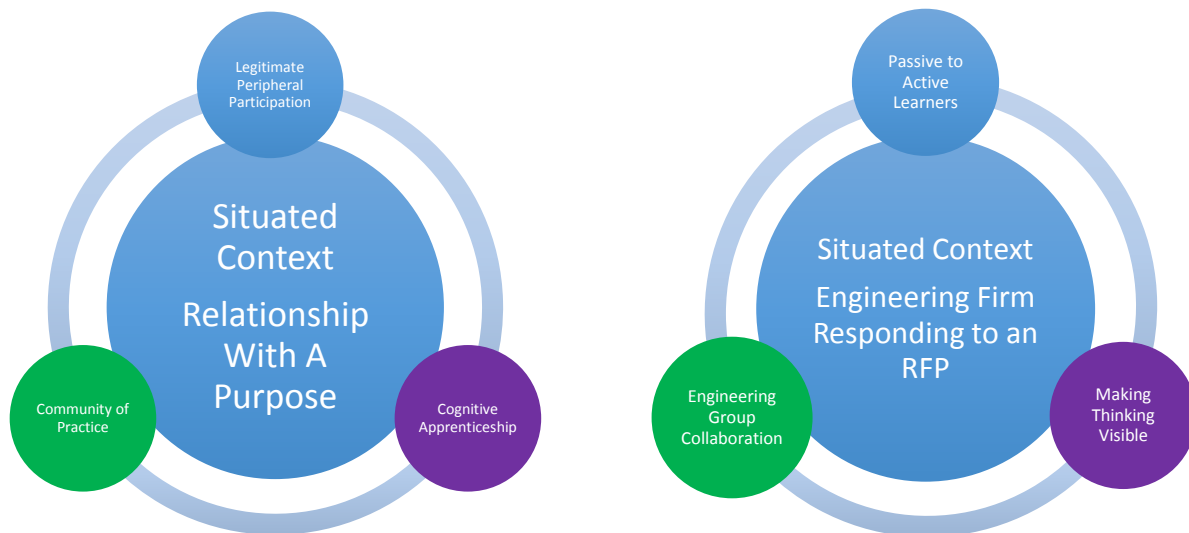 Legitimate
Peripheral
Participation
Situated
Context
Relationship
With A
Purpose
Community of
Practice
Cognitive
Apprenticeship
Passive to
Active
Learners
Situated Context
Engineering Firm
Responding to an
RFP
Engineering
Group
Collaboration
Making
Thinking
Visible